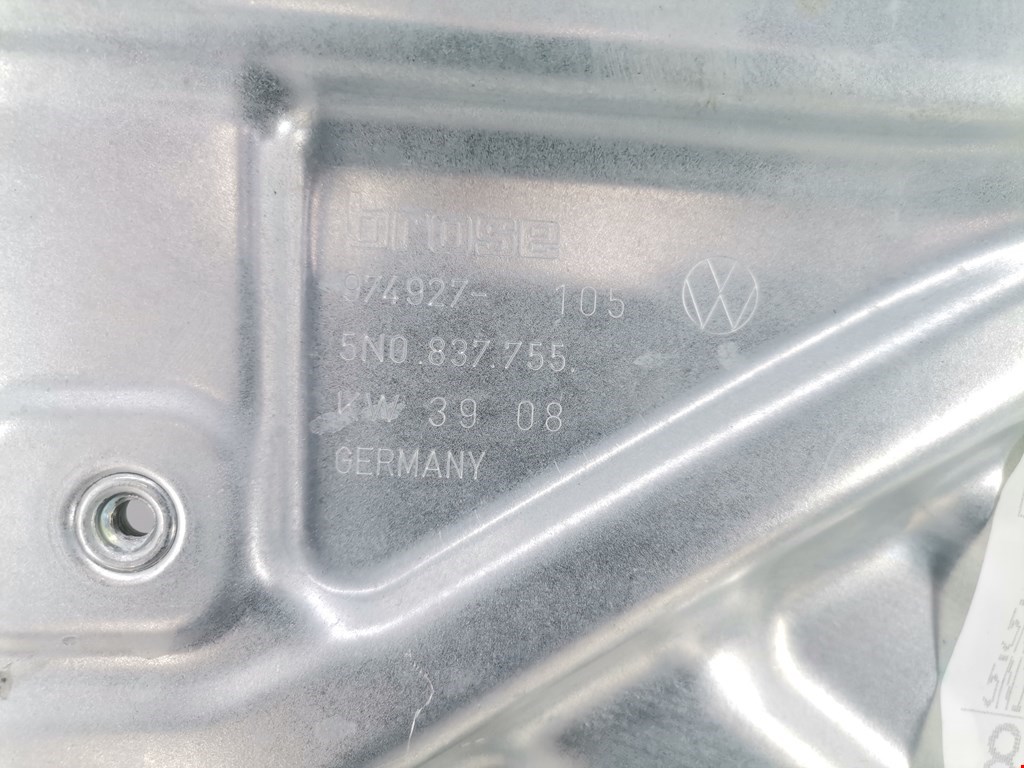 brose
974927- 105
5N0.837.755.
KW 39 08
GERMANY